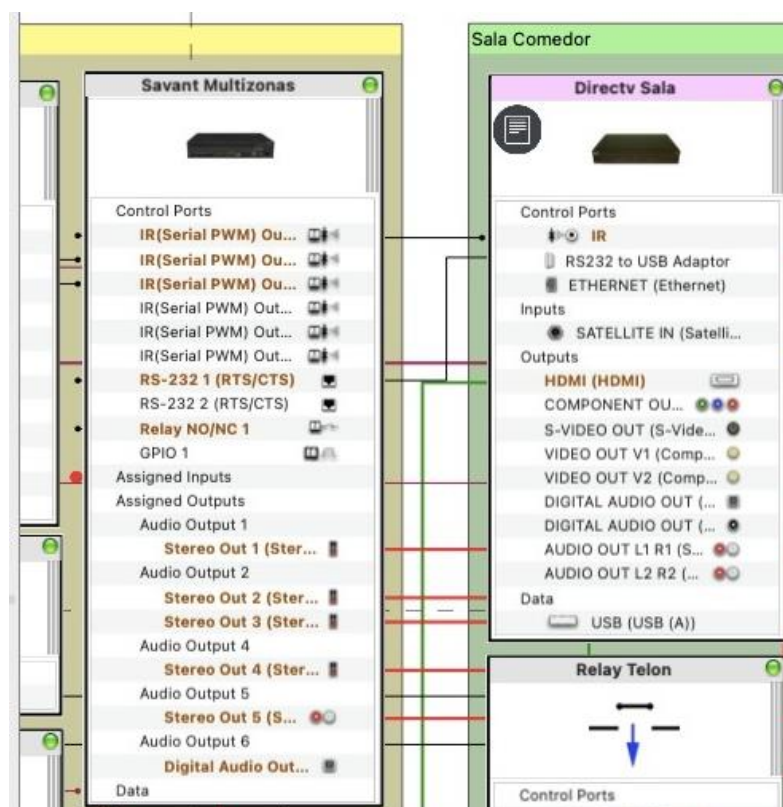 Savant Multizonas
Control Ports
IR(Serial PWM) Ou...
IR(Serial PWM) Ou...
IR(Serial PWM) Ou...
IR(Serial PWM) Out...
IR(Serial PWM) Out...
IR(Serial PWM) Out...
RS-232 1 (RTS/CTS)
RS-232 2 (RTS/CTS)
Relay NO/NC 1
GPIO 1
Assigned Inputs
Assigned Outputs
Audio Output 1
Stereo Out 1 (Ster...
Audio Output 2
Stereo Out 2 (Ster...
Stereo Out 3 (Ster...
Audio Output 4
Stereo Out 4 (Ster...
Audio Output 5
Stereo Out 5 (S...
Audio Output 6
Digital Audio Out...
Data
Sala Comedor
Directv Sala
Control Ports
IR
RS232 to USB Adaptor
ETHERNET (Ethernet)
Inputs
SATELLITE IN (Satelli...
Outputs
HDMI (HDMI)
COMPONENT OU...
S-VIDEO OUT (S-Vide...
VIDEO OUT V1 (Comp...
VIDEO OUT V2 (Comp...
DIGITAL AUDIO OUT (...
DIGITAL AUDIO OUT (...
AUDIO OUT L1 R1 (S...
AUDIO OUT L2 R2 (...
Data
USB (USB (A))
Relay Telon
Control Ports